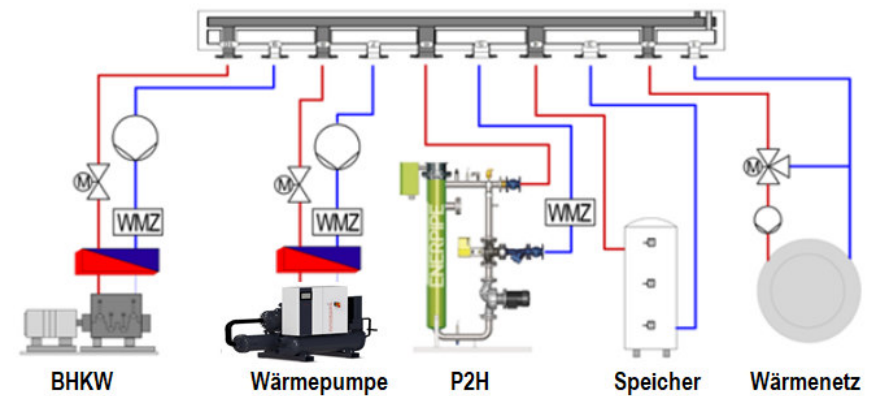 M
WMZ
M
WMZ
ENERPIPE
WMZ
M
BHKW
Wärmepumpe
P2H
Speicher
Wärmenetz